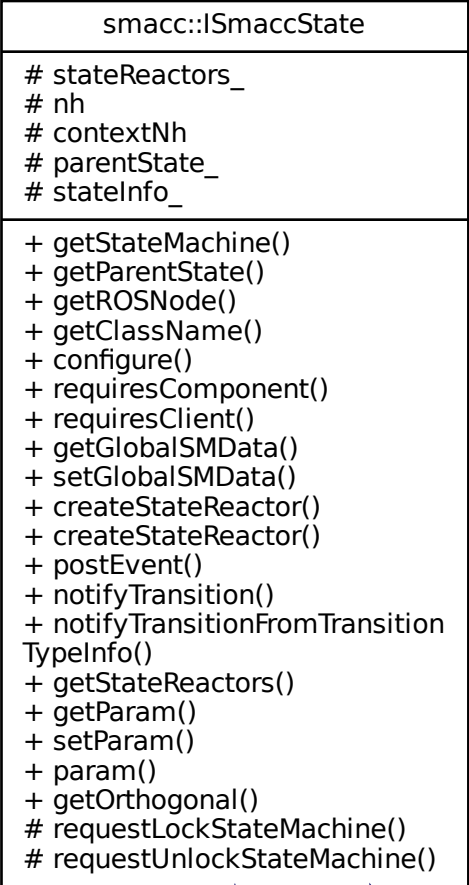 smacc::ISmaccState
# stateReactors_
# nh
# contextNh
# parentState_
# stateInfo_
+ getStateMachine()
+ getParentState()
+ getROSNode()
+ getClassName()
+ configure()
+ requiresComponent()
+ requiresClient()
+ getGlobalSMData()
+ setGlobalSMData()
+ createStateReactor()
+ createStateReactor()
+ postEvent()
+ notifyTransition()
+ notifyTransitionFromTransition
TypeInfo()
+ getStateReactors()
+ getParam()
+ setParam()
+ param()
+ getOrthogonal()
# requestLockStateMachine()
# requestUnlockStateMachine()